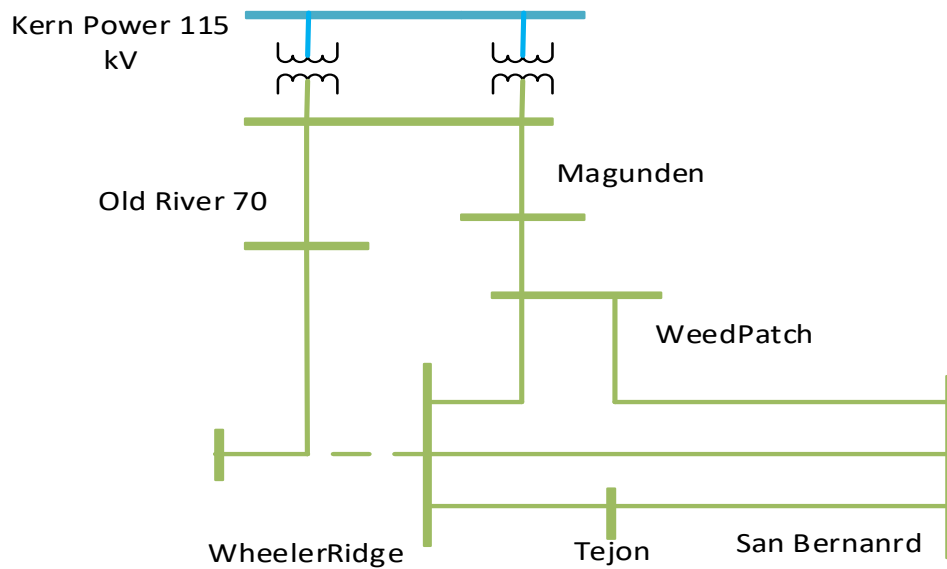 Kern Power 115
kV
Magunden
Old River 70
WeedPatch
WheelerRidge
Tejon
San Bernanrd